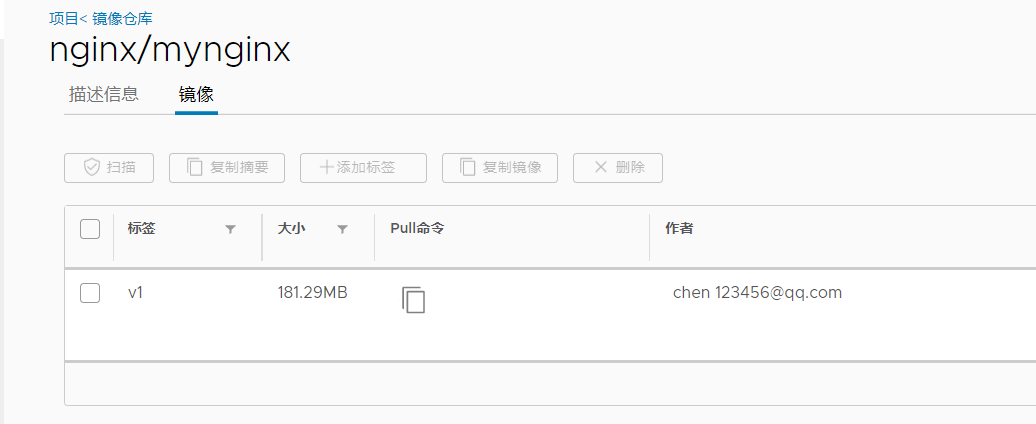 项目< 镜像仓库
nginx/mynginx
描述信息 镜像
扫描 复制摘要 +添加标签 复制镜像 × 删除
标签 大小 Pull命令 作者
v1 181.29MB chen 123456@qq.com